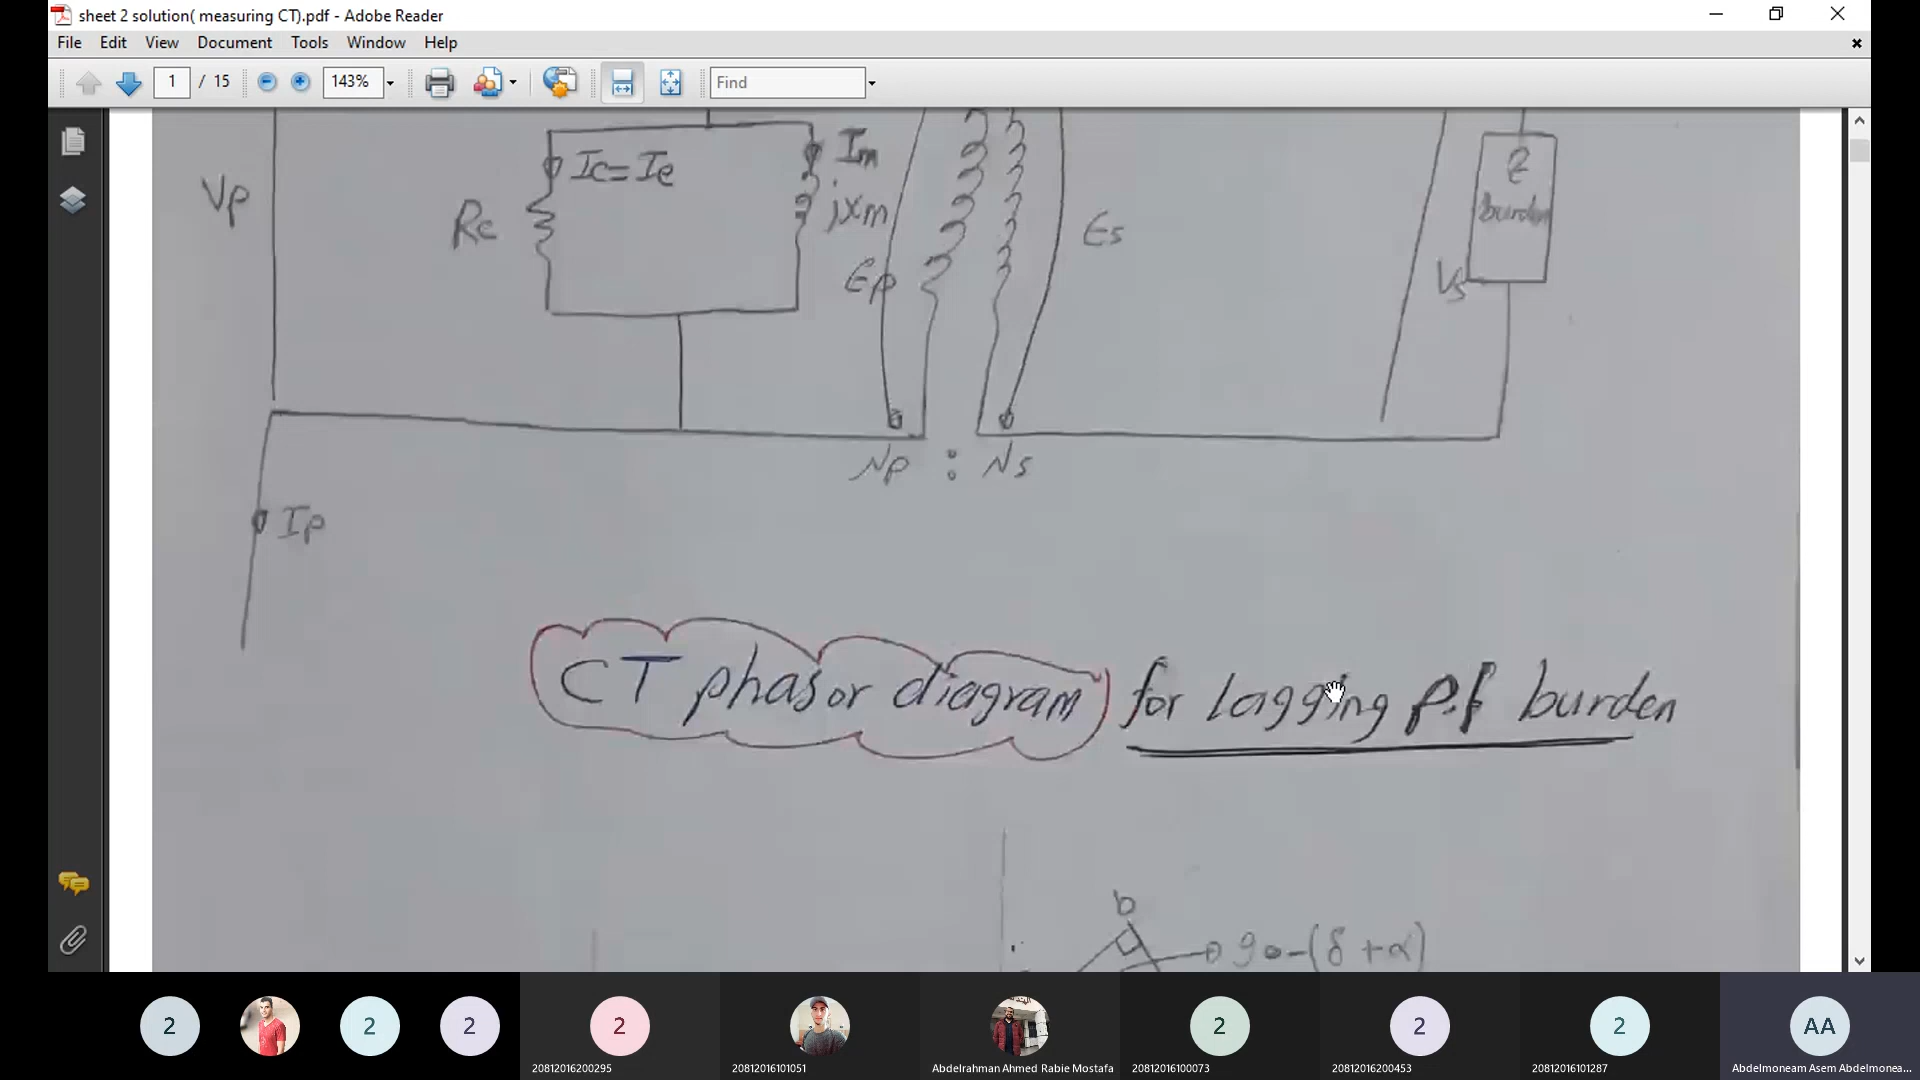 sheet 2 solution( measuring CT).pdf - Adobe Reader
File Edit View Document Tools Window Help
1 / 15 143% Find
Vp
Ic=Ie
Im
Rc
jXm
Ep
Es
Z
burden
Vs
Np : Ns
Ip
CT phasor diagram for lagging P.f burden
b
90-(δ+α)
2 2 2 2 2 2 2 AA
20812016200295 20812016101051 Abdelrahman Ahmed Rabie Mostafa 20812016100073 20812016200453 20812016101287 Abdelmoneam Asem Abdelmonea...